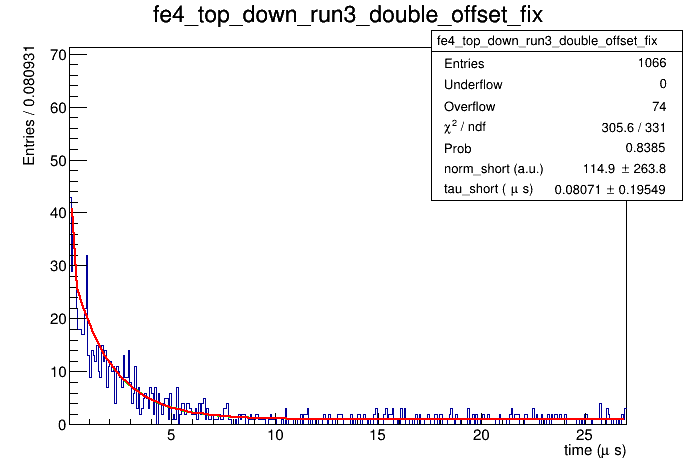 fe4_top_down_run3_double_offset_fix
fe4_top_down_run3_double_offset_fix
Entries 1066
Underflow 0
Overflow 74
χ² / ndf 305.6 / 331
Prob 0.8385
norm_short (a.u.) 114.9 ± 263.8
tau_short ( μ s) 0.08071 ± 0.19549
Entries / 0.080931
70
60
50
40
30
20
10
0
5 10 15 20 25
time (μ s)